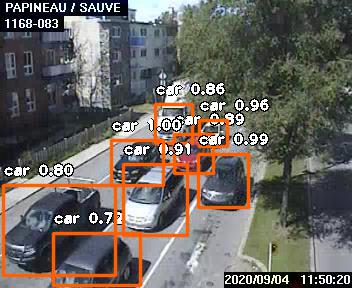 PAPINEAU / SAUVE
1168-083
car 0.86
car 0.96
car 1.00
car 0.89
car 0.99
car 0.91
car 0.80
car 0.72
2020/09/04 11:50:20